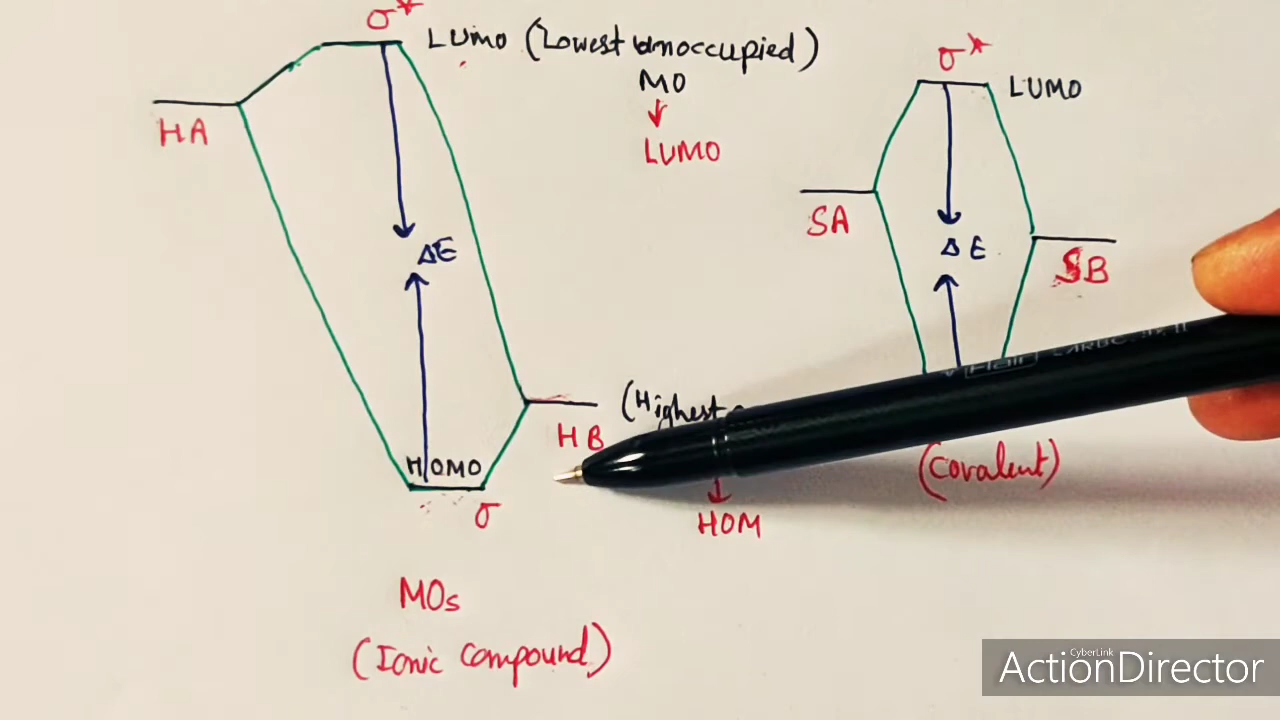 σ*
LUMO (Lowest Unoccupied)
MO
LUMO
HA
ΔE
HB
HOMO
σ
MOs
(Ionic compound)
σ*
LUMO
SA
ΔE
SB
(Highest
HOM
(Covalent)
Flair
CyberLink
ActionDirector